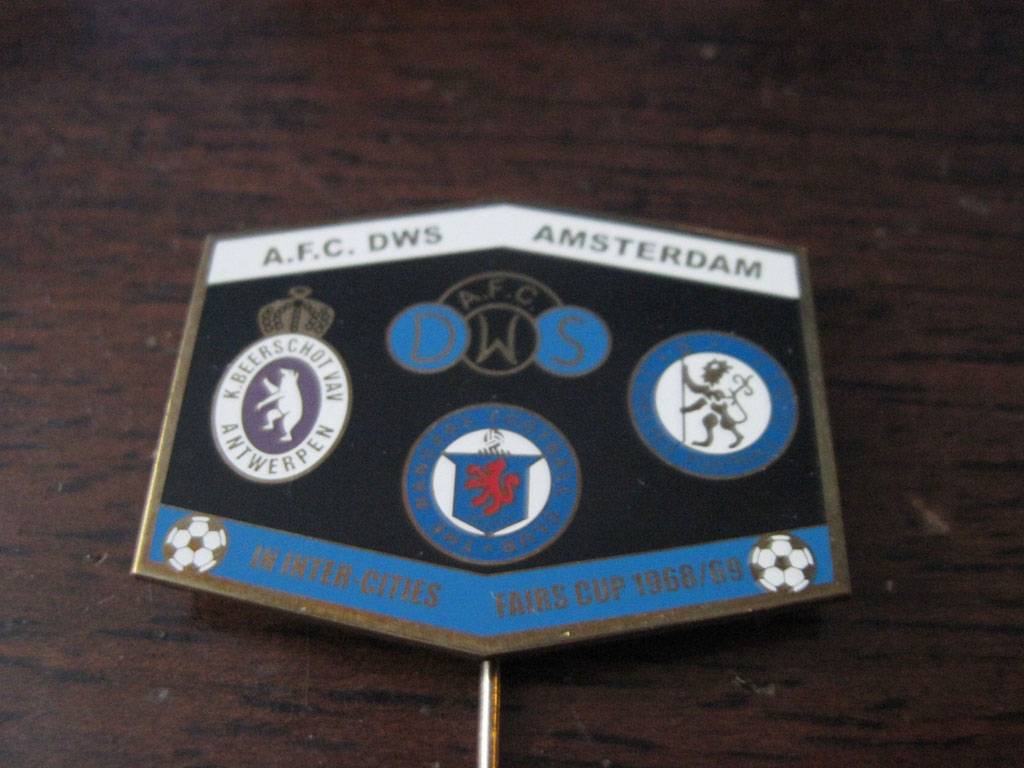 A.F.C. DWS AMSTERDAM
A.F.C.
DWS
K. BEERSCHOT VAV
ANTWERPEN
IN INTER-CITIES FAIRS CUP 1968/69